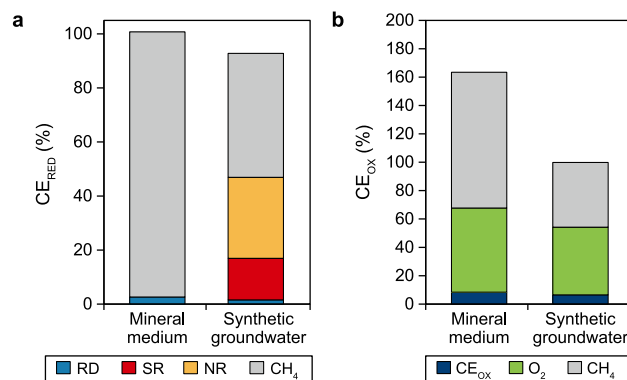 a
CE_RED (%)
100
80
60
40
20
0
Mineral medium
Synthetic groundwater
RD SR NR CH₄
b
CE_OX (%)
200
180
160
140
120
100
80
60
40
20
0
Mineral medium
Synthetic groundwater
CE_OX O₂ CH₄